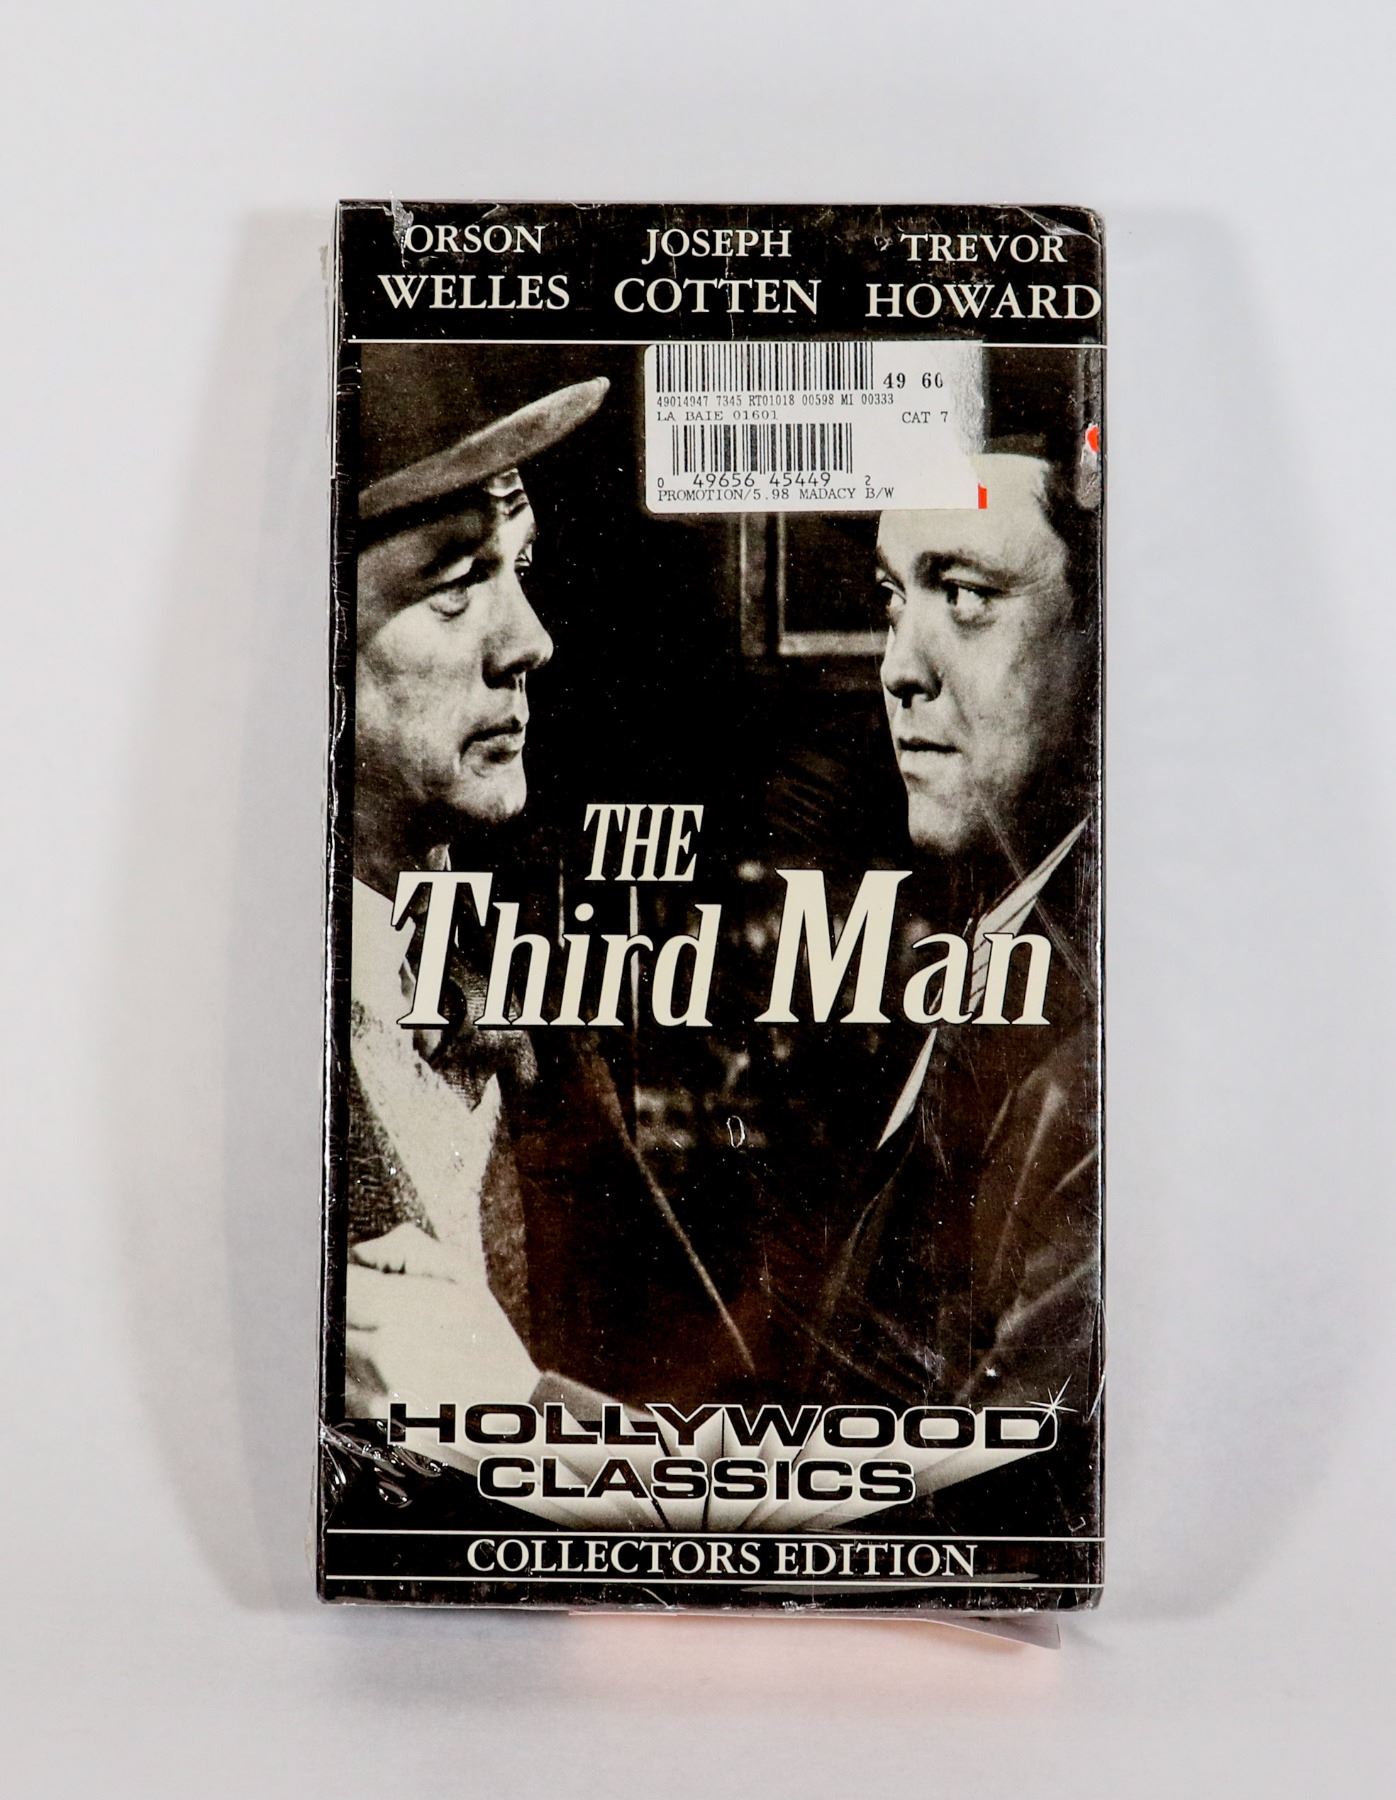 ORSON JOSEPH TREVOR
WELLES COTTEN HOWARD
49 60
49014947 7345 RT01018 00598 MI 00333
LA BAIE 01601 CAT 7
0 49656 45449 2
PROMOTION/5.98 MADACY B/W
THE
Third Man
HOLLYWOOD
CLASSICS
COLLECTORS EDITION